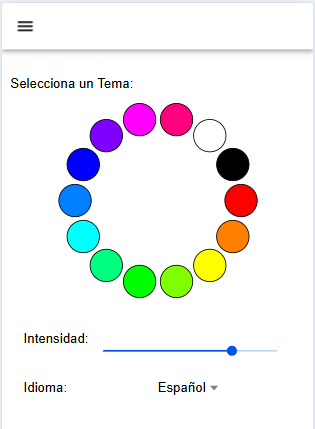 Selecciona un Tema:
Intensidad:
Idioma:
Español